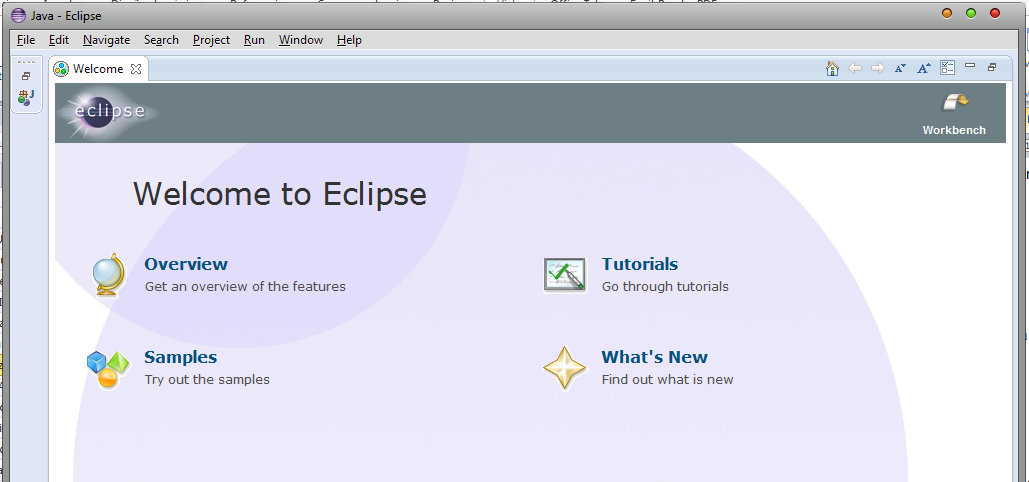 Java - Eclipse
File Edit Navigate Search Project Run Window Help
Welcome
eclipse
Workbench
Welcome to Eclipse
Overview
Get an overview of the features
Tutorials
Go through tutorials
Samples
Try out the samples
What's New
Find out what is new